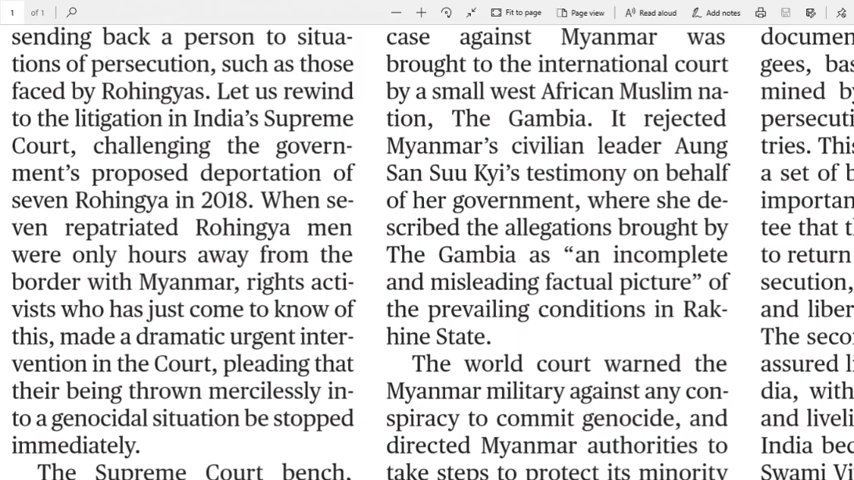 1 of 1
Fit to page
Page view
Read aloud
Add notes
sending back a person to situa-
tions of persecution, such as those
faced by Rohingyas. Let us rewind
to the litigation in India's Supreme
Court, challenging the govern-
ment's proposed deportation of
seven Rohingya in 2018. When se-
ven repatriated Rohingya men
were only hours away from the
border with Myanmar, rights acti-
vists who has just come to know of
this, made a dramatic urgent inter-
vention in the Court, pleading that
their being thrown mercilessly in-
to a genocidal situation be stopped
immediately.
The Supreme Court bench,
case against Myanmar was
brought to the international court
by a small west African Muslim na-
tion, The Gambia. It rejected
Myanmar's civilian leader Aung
San Suu Kyi's testimony on behalf
of her government, where she de-
scribed the allegations brought by
The Gambia as “an incomplete
and misleading factual picture” of
the prevailing conditions in Rak-
hine State.
The world court warned the
Myanmar military against any con-
spiracy to commit genocide, and
directed Myanmar authorities to
take steps to protect its minority
documen
gees, bas
mined by
persecuti
tries. This
a set of b
importan
tee that t
to return
secution,
and liber
The seco
assured li
dia, with
and liveli
India bec
Swami Vi